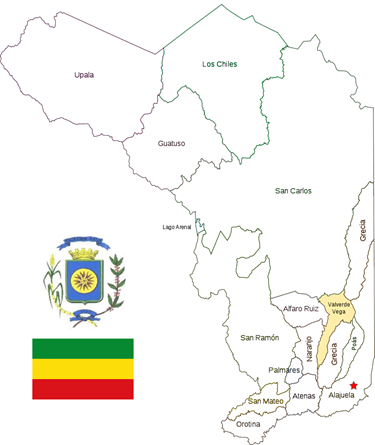 Los Chiles
Upala
Guatuso
San Carlos
Lago Arenal
Grecia
Valverde
Vega
Alfaro Ruiz
San Ramón
Naranjo
Grecia
Poás
Palmares
San Mateo
Atenas
Alajuela
Orotina